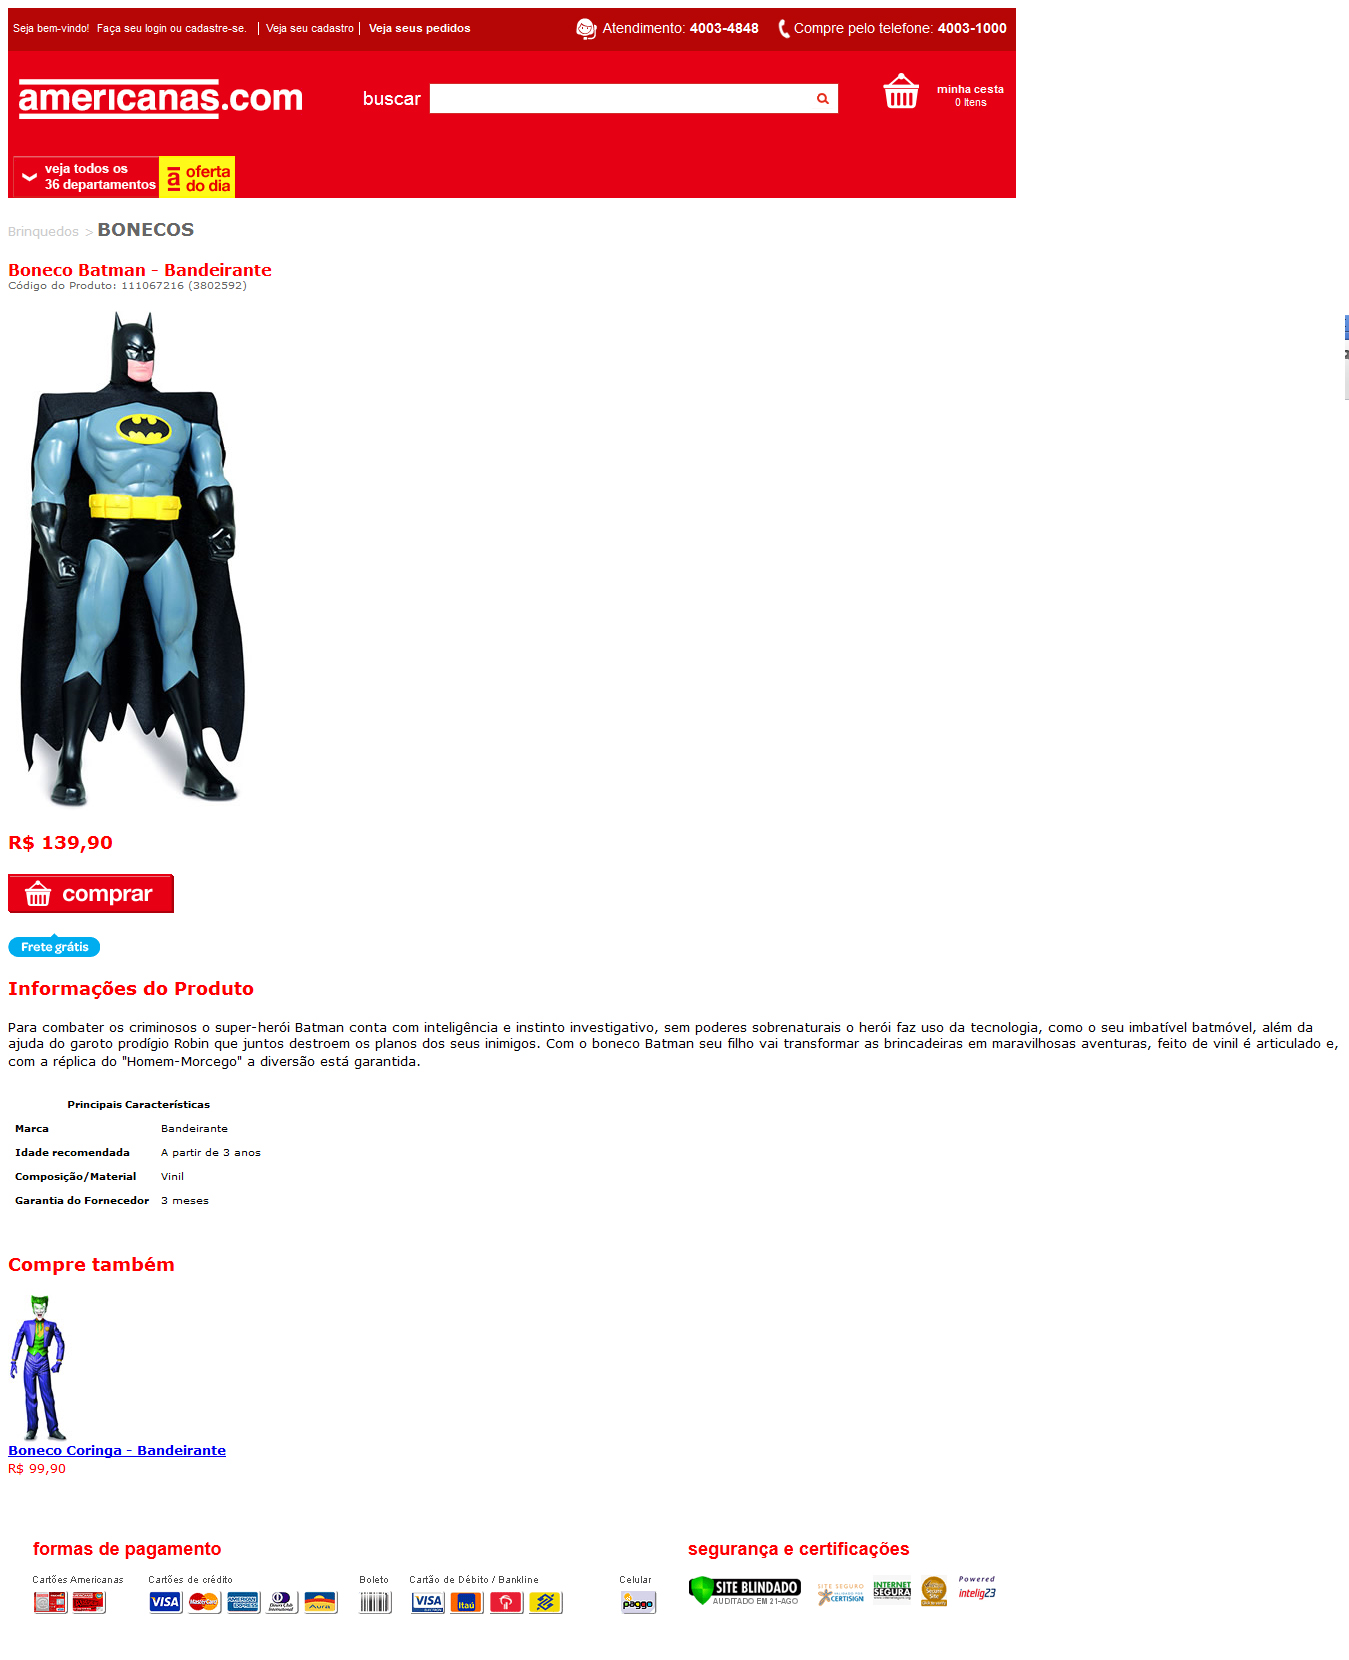 Seja bem-vindo! Faça seu login ou cadastre-se. | Veja seu cadastro | Veja seus pedidos
Atendimento: 4003-4848 Compre pelo telefone: 4003-1000
americanas.com
buscar
minha cesta
0 Itens
veja todos os
36 departamentos
a oferta
do dia
Brinquedos > BONECOS
Boneco Batman - Bandeirante
Código do Produto: 111067216 (3802592)
R$ 139,90
comprar
Frete grátis
Informações do Produto
Para combater os criminosos o super-herói Batman conta com inteligência e instinto investigativo, sem poderes sobrenaturais o herói faz uso da tecnologia, como o seu imbatível batmóvel, além da
ajuda do garoto prodígio Robin que juntos destroem os planos dos seus inimigos. Com o boneco Batman seu filho vai transformar as brincadeiras em maravilhosas aventuras, feito de vinil é articulado e,
com a réplica do "Homem-Morcego" a diversão está garantida.
Principais Características
Marca Bandeirante
Idade recomendada A partir de 3 anos
Composição/Material Vinil
Garantia do Fornecedor 3 meses
Compre também
Boneco Coringa - Bandeirante
R$ 99,90
formas de pagamento
Cartões Americanas Cartões de crédito Boleto Cartão de Débito / Bankline Celular
VISA MasterCard AMERICAN EXPRESS Diners Club International Aura VISA Itaú paggo
segurança e certificações
SITE BLINDADO
AUDITADO EM 21-AGO
SITE SEGURO
CERTISIGN
INTERNET
SEGURA
Powered
intelig23